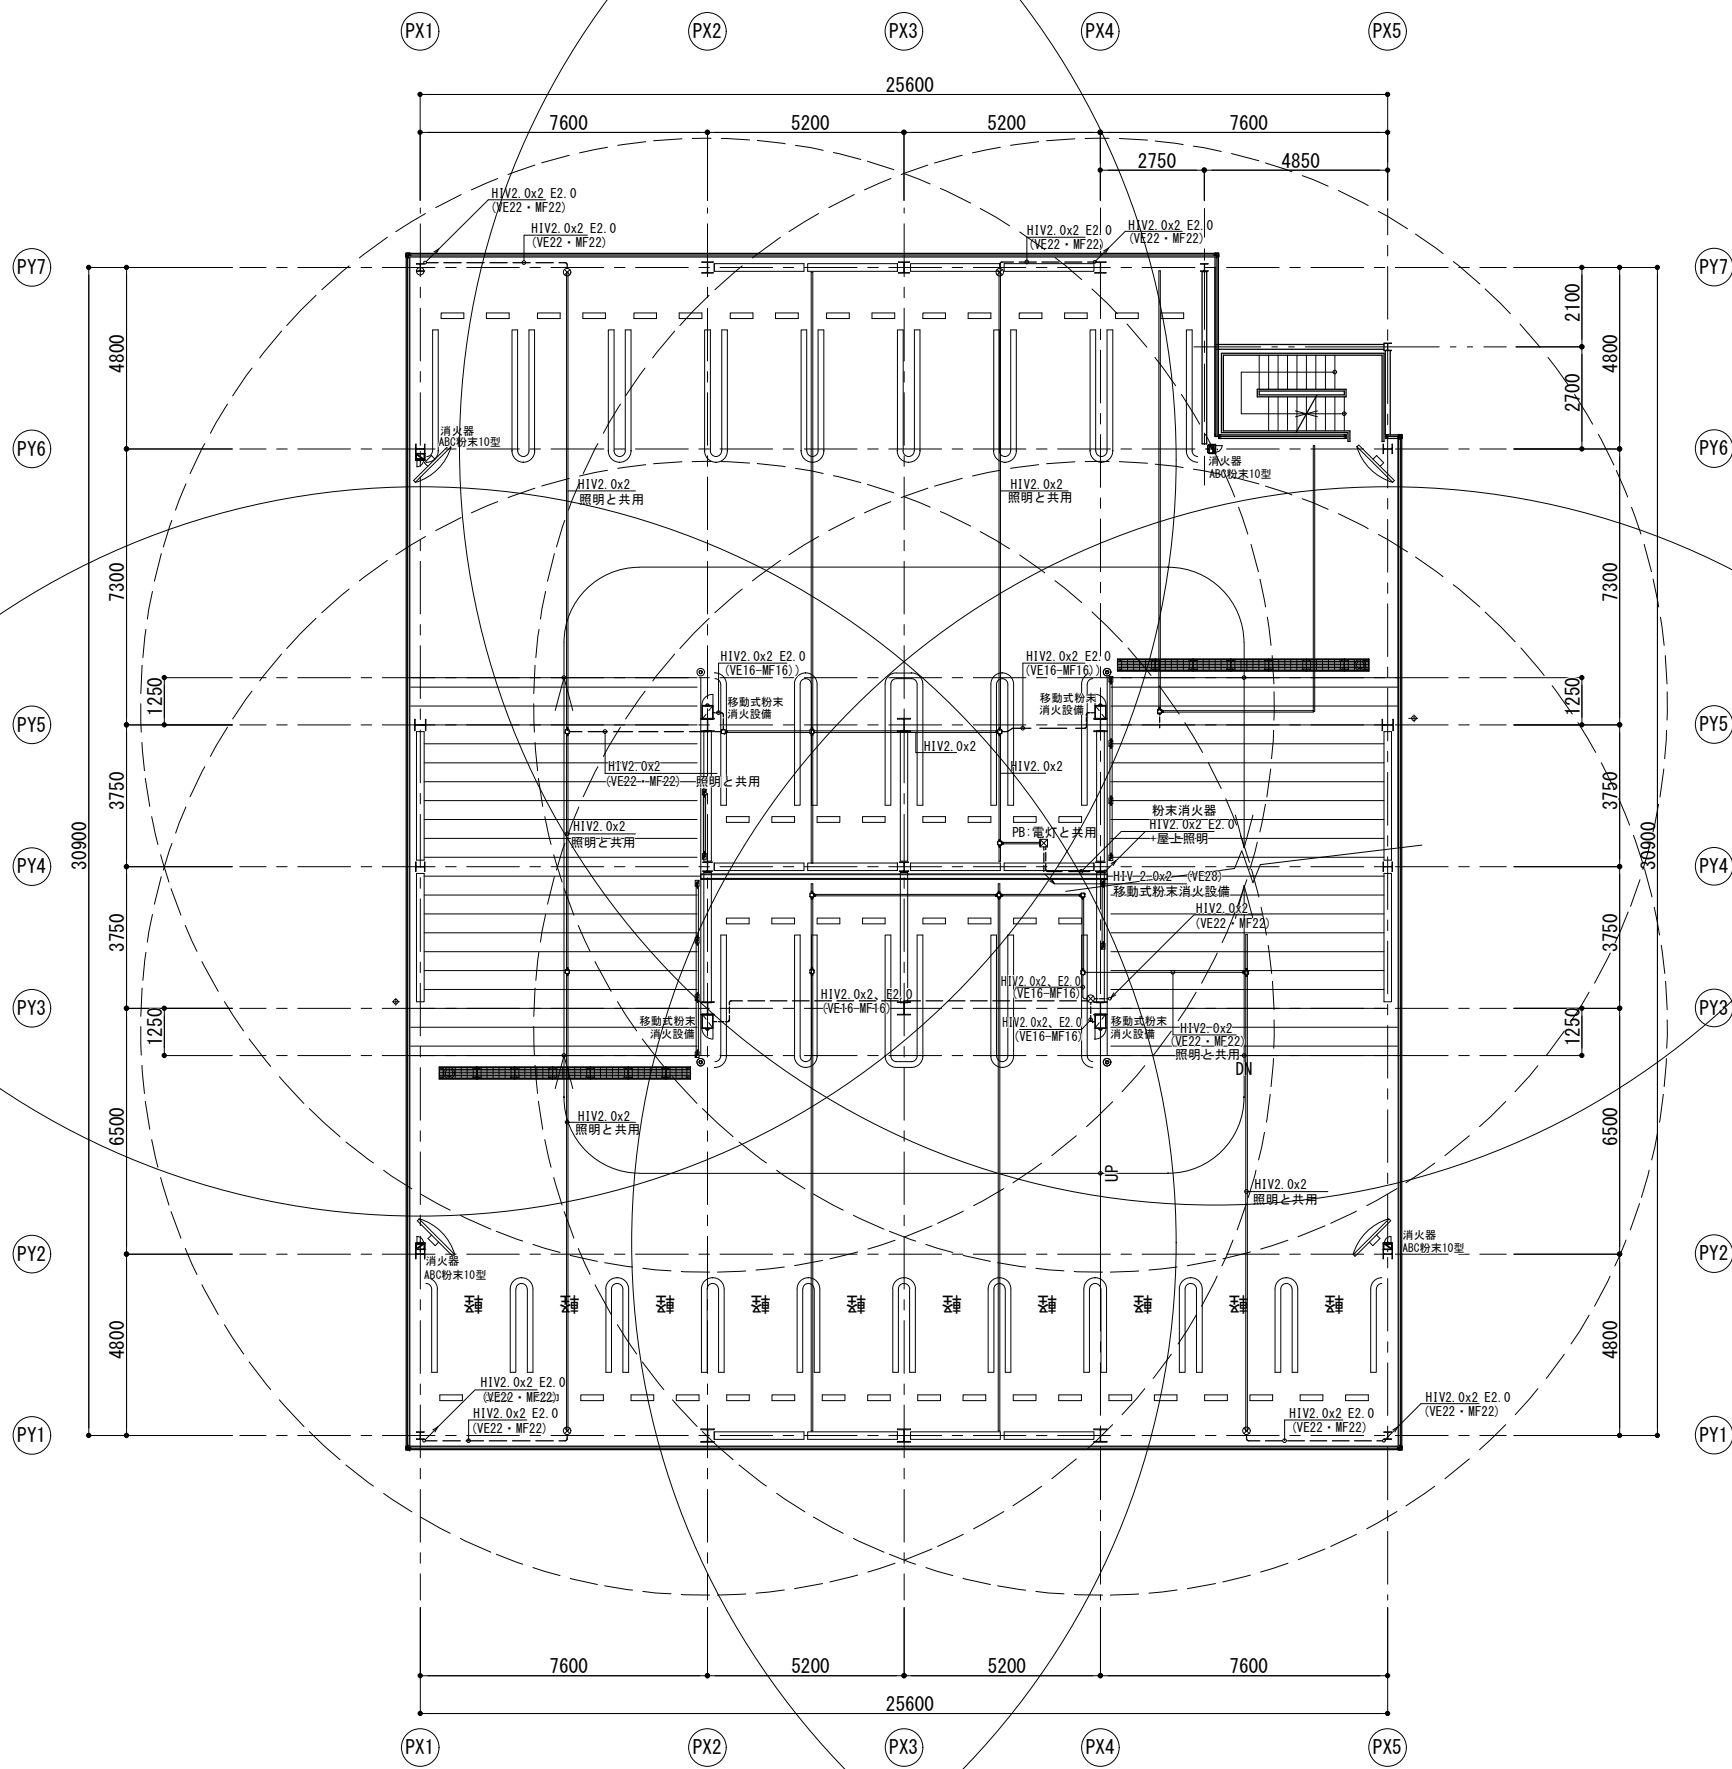 PX1 PX2 PX3 PX4 PX5
25600
7600 5200 5200 7600
2750 4850
HIV2.0x2 E2.0
(VE22・MF22)
HIV2.0x2 E2.0
(VE22・MF22)
HIV2.0x2 E2.0
(VE22・MF22)
HIV2.0x2 E2.0
(VE22・MF22)
PY7 PY7
4800
2100
4800
2700
消火器
ABC粉末10型
PY6 PY6
消火器
ABC粉末10型
HIV2.0x2
照明と共用
HIV2.0x2
照明と共用
7300 7300
HIV2.0x2 E2.0
(VE16-MF16)
HIV2.0x2 E2.0
(VE16-MF16)
1250 1250
移動式粉末
消火設備
移動式粉末
消火設備
PY5 PY5
HIV2.0x2
HIV2.0x2
(VE22・MF22) 照明と共用
HIV2.0x2
3750 3750
粉末消火器
HIV2.0x2 E2.0
+屋上照明
HIV2.0x2
照明と共用
PB:電灯と共用
30900 30900
PY4 PY4
HIV 2.0x2 (VE28)
移動式粉末消火設備
HIV2.0x2
(VE22・MF22)
3750 3750
HIV2.0x2、E2.0
(VE16-MF16)
HIV2.0x2、E2.0
(VE16-MF16)
PY3 PY3
移動式粉末
消火設備
HIV2.0x2、E2.0
(VE16-MF16)
移動式粉末
消火設備
HIV2.0x2
(VE22・MF22)
照明と共用
1250 1250
DN
HIV2.0x2
照明と共用
6500 6500
UP
HIV2.0x2
照明と共用
PY2 PY2
消火器
ABC粉末10型
消火器
ABC粉末10型
4800 4800
HIV2.0x2 E2.0
(VE22・MF22)
HIV2.0x2 E2.0
(VE22・MF22)
HIV2.0x2 E2.0
(VE22・MF22)
HIV2.0x2 E2.0
(VE22・MF22)
PY1 PY1
7600 5200 5200 7600
25600
PX1 PX2 PX3 PX4 PX5